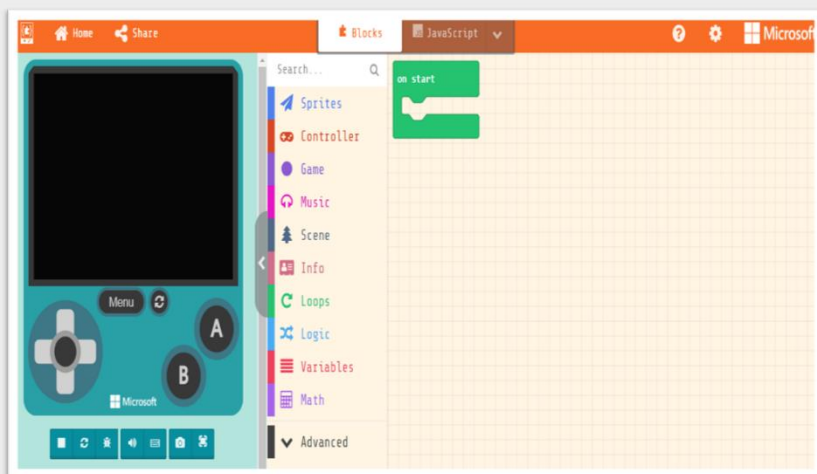 Home
Share
Blocks
JavaScript
Microsoft
Search...
Sprites
Controller
Game
Music
Scene
Info
Loops
Logic
Variables
Math
Advanced
on start
Menu
A
B
Microsoft